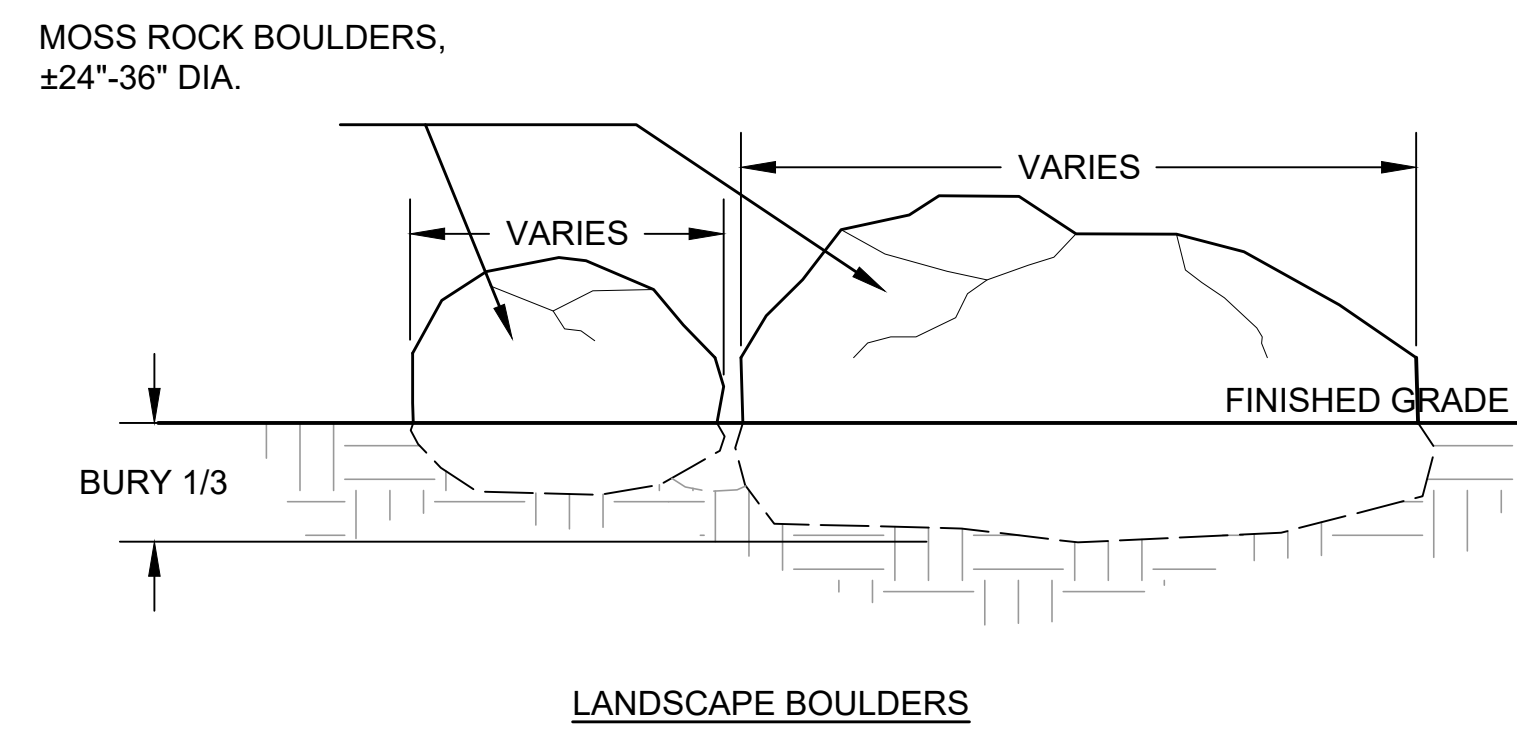 MOSS ROCK BOULDERS,
±24"-36" DIA.
VARIES
VARIES
FINISHED GRADE
BURY 1/3
LANDSCAPE BOULDERS